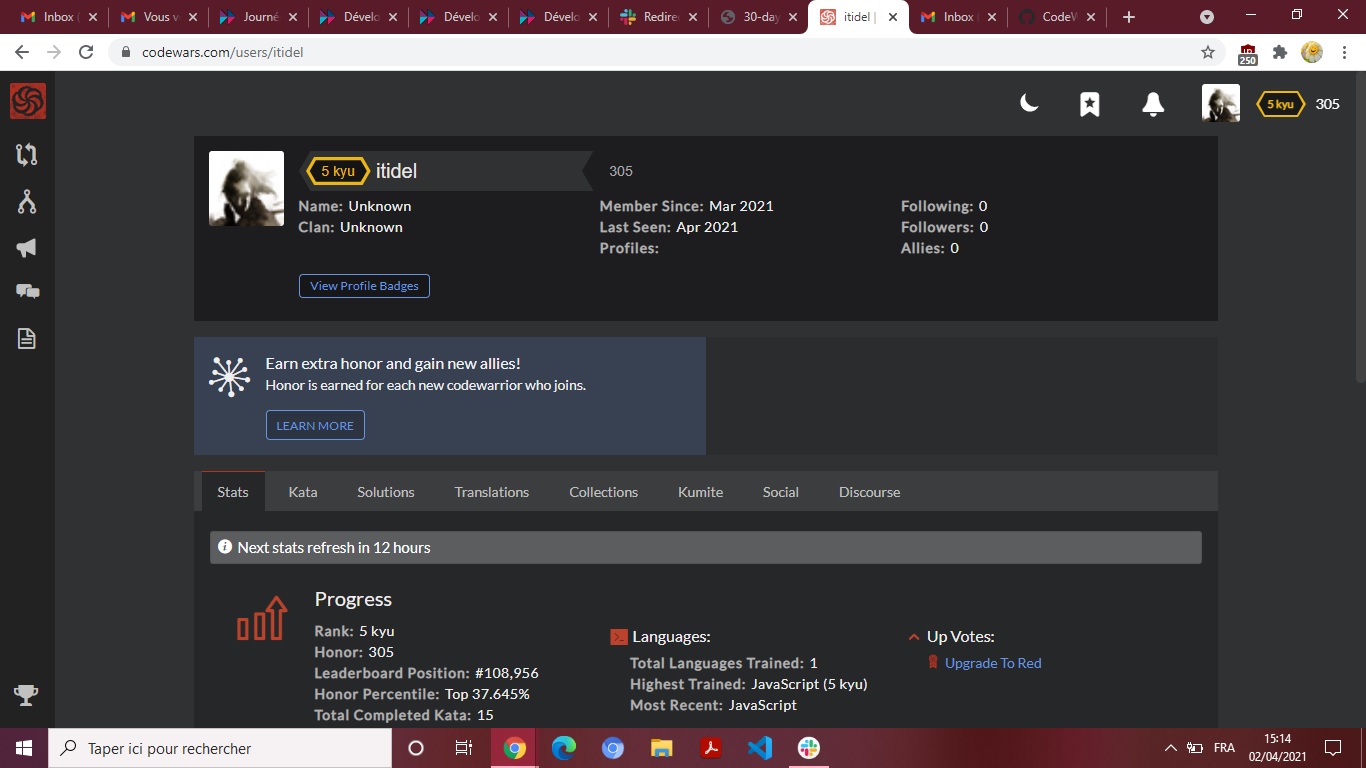 Inbox (
Vous v
Journé
Dévelo
Dévelo
Dévelo
Redire
30-day
itidel |
Inbox (
CodeW
codewars.com/users/itidel
250
5 kyu
305
5 kyu
itidel
305
Name: Unknown
Member Since: Mar 2021
Following: 0
Clan: Unknown
Last Seen: Apr 2021
Followers: 0
Profiles:
Allies: 0
View Profile Badges
Earn extra honor and gain new allies!
Honor is earned for each new codewarrior who joins.
LEARN MORE
Stats
Kata
Solutions
Translations
Collections
Kumite
Social
Discourse
Next stats refresh in 12 hours
Progress
Rank: 5 kyu
Honor: 305
Leaderboard Position: #108,956
Honor Percentile: Top 37.645%
Total Completed Kata: 15
Languages:
Total Languages Trained: 1
Highest Trained: JavaScript (5 kyu)
Most Recent: JavaScript
Up Votes:
Upgrade To Red
Taper ici pour rechercher
FRA
15:14
02/04/2021